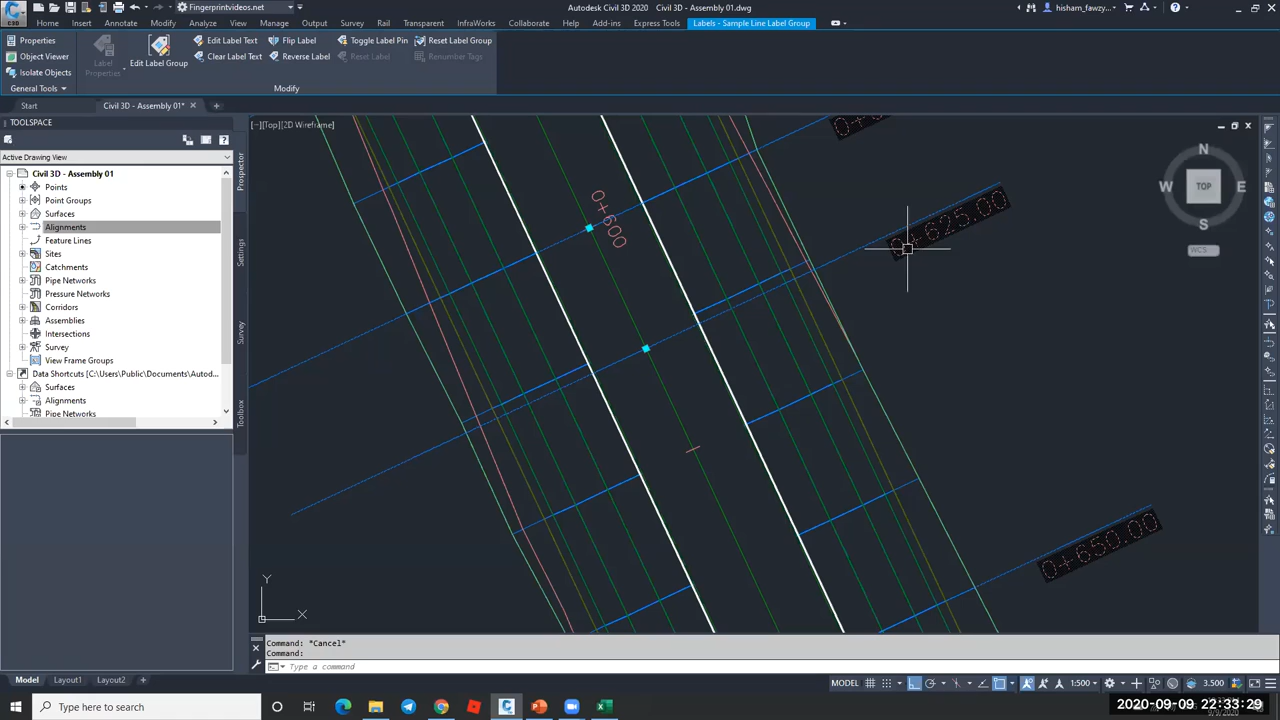 Fingerprintvideos.net
Autodesk Civil 3D 2020 Assembly 01.dwg
hisham_fawzy...
C3D
Home Insert Annotate Modify Analyze View Manage Output Survey Rail Transparent InfraWorks Collaborate Help Add-ins Express Tools Labels - Sample Line Label Group
Properties
Object Viewer
Isolate Objects
General Tools
Label
Properties
Edit Label Group
Edit Label Text
Clear Label Text
Flip Label
Reverse Label
Toggle Label Pin
Reset Label
Reset Label Group
Renumber Tags
Modify
Start
Civil 3D - Assembly 01*
TOOLSPACE
Active Drawing View
Civil 3D - Assembly 01
Points
Point Groups
Surfaces
Alignments
Feature Lines
Sites
Catchments
Pipe Networks
Pressure Networks
Corridors
Assemblies
Intersections
Survey
View Frame Groups
Data Shortcuts [C:\Users\Public\Documents\Autod...
Surfaces
Alignments
Pipe Networks
Prospector
Settings
Survey
Toolbox
[−][Top][2D Wireframe]
0+600
0+625.00
0+650.00
N
W
TOP
E
S
WCS
Y
X
Command: *Cancel*
Command:
Type a command
Model Layout1 Layout2
MODEL
1:500
3.500
Type here to search
2020-09-09 22:33:29